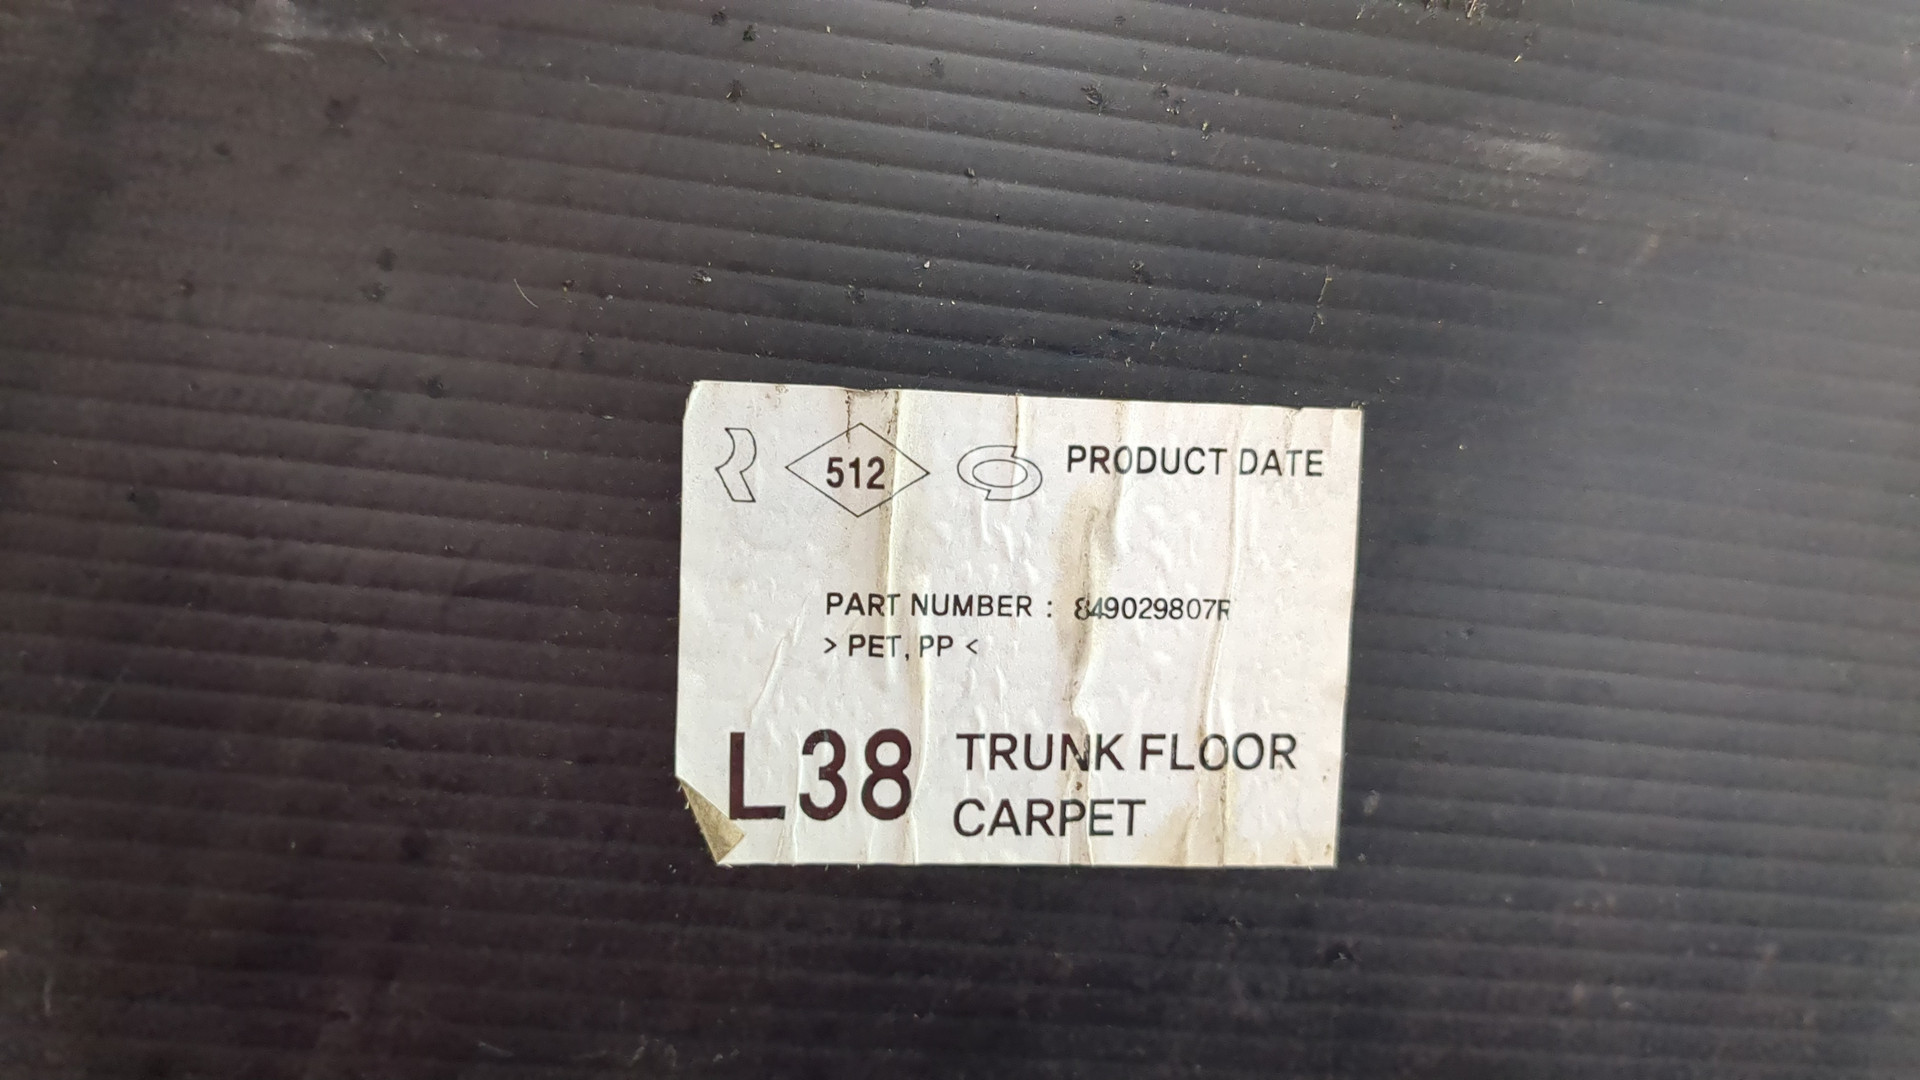 512 PRODUCT DATE
PART NUMBER : 849029807R
> PET, PP <
L38 TRUNK FLOOR
CARPET